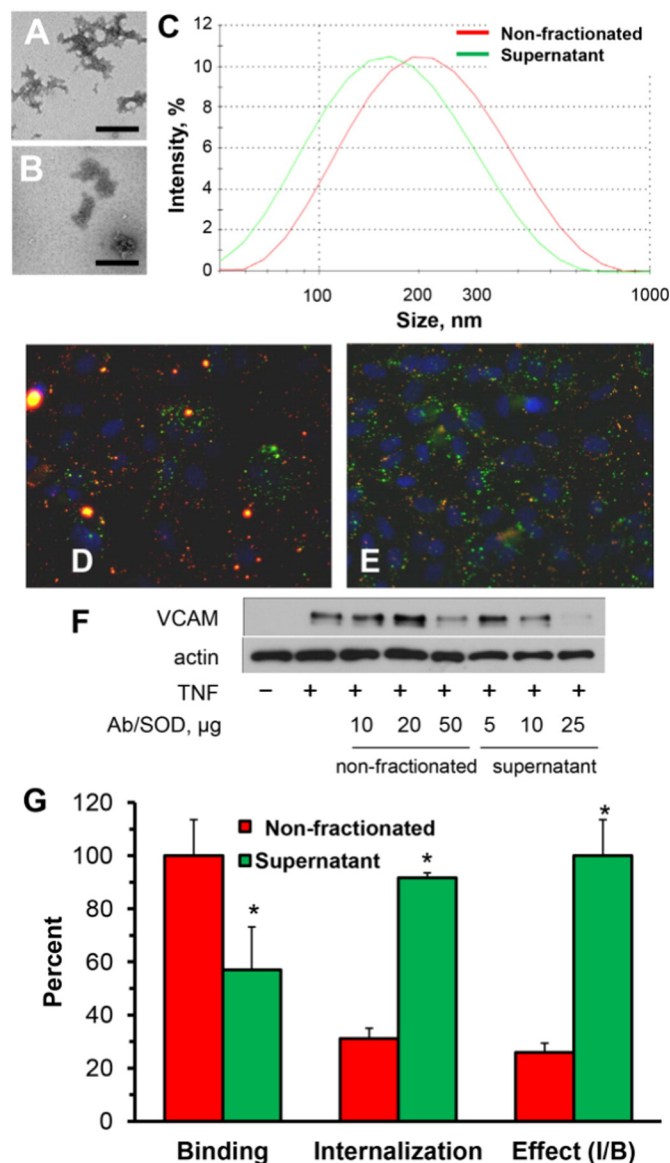 A
B
C
Non-fractionated
Supernatant
Intensity, %
12
10
8
6
4
2
0
100 200 300 1000
Size, nm
D
E
F
VCAM
actin
TNF − + + + + + + +
Ab/SOD, µg 10 20 50 5 10 25
non-fractionated supernatant
G
Non-fractionated
Supernatant
Percent
120
100
80
60
40
20
0
* * *
Binding Internalization Effect (I/B)